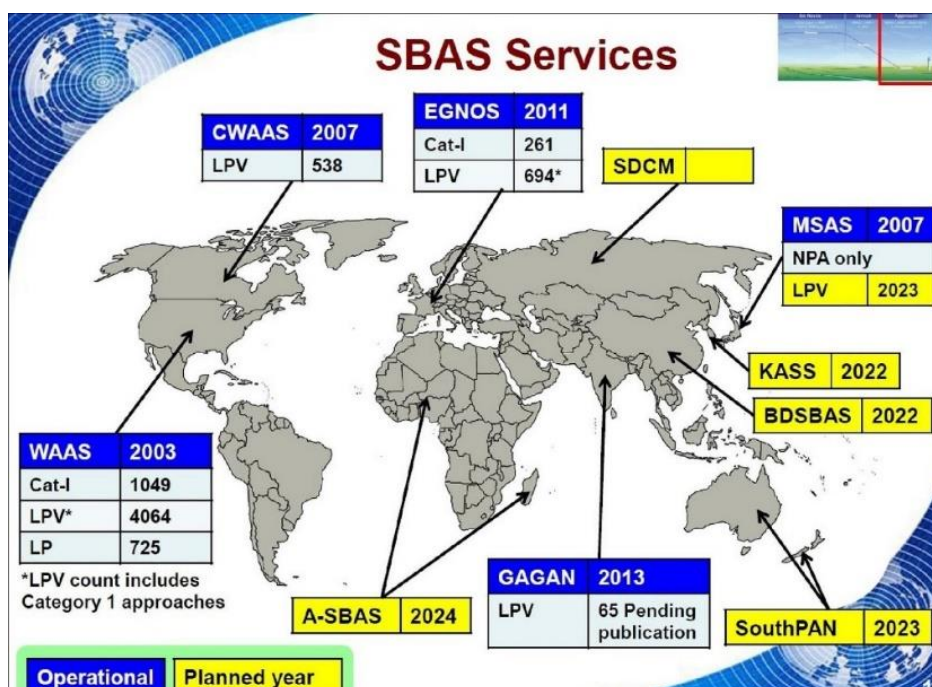 SBAS Services
CWAAS 2007
LPV 538
EGNOS 2011
Cat-I 261
LPV 694*
SDCM
MSAS 2007
NPA only
LPV 2023
KASS 2022
BDSBAS 2022
WAAS 2003
Cat-I 1049
LPV* 4064
LP 725
*LPV count includes
Category 1 approaches
A-SBAS 2024
GAGAN 2013
LPV 65 Pending
publication
SouthPAN 2023
Operational Planned year